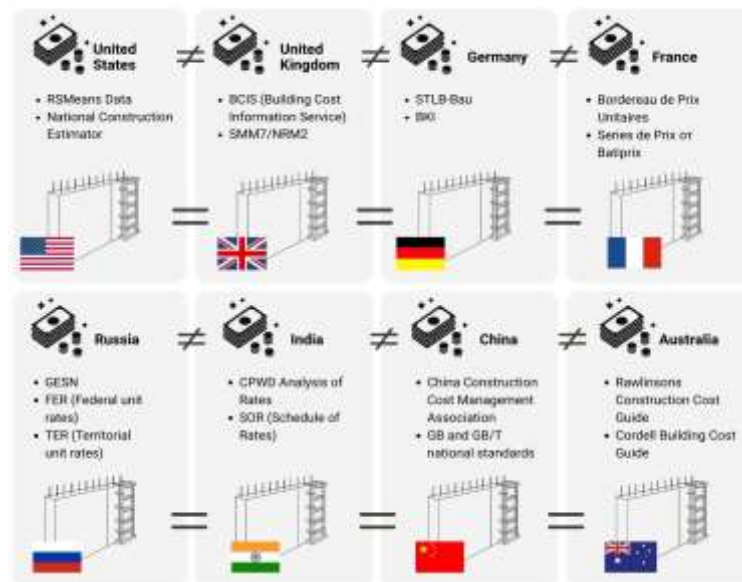 United
States
≠
United
Kingdom
≠
Germany
≠
France
• RSMeans Data
• National Construction
Estimator
• BCIS (Building Cost
Information Service)
• SMM7/NRM2
• STLB-Bau
• BKI
• Bordereau de Prix
Unitaires
• Series de Prix or
Batiprix
=
=
=
Russia
≠
India
≠
China
≠
Australia
• GESN
• FER (Federal unit
rates)
• TER (Territorial
unit rates)
• CPWD Analysis of
Rates
• SOR (Schedule of
Rates)
• China Construction
Cost Management
Association
• GB and GB/T
national standards
• Rawlinsons
Construction Cost
Guide
• Cordell Building Cost
Guide
=
=
=